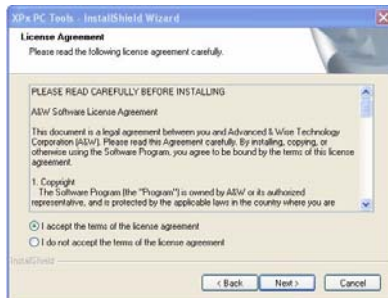 XPx PC Tools - InstallShield Wizard
License Agreement
Please read the following license agreement carefully.
PLEASE READ CAREFULLY BEFORE INSTALLING
A&W Software License Agreement
This document is a legal agreement between you and Advanced & Wise Technology
Corporation (A&W). Please read this Agreement carefully. By installing, copying, or
otherwise using the Software Program, you agree to be bound by the terms of this license
agreement.
1. Copyright
The Software Program (the "Program") is owned by A&W or its authorized
representative, and is protected by the applicable laws in the country where you are
I accept the terms of the license agreement
I do not accept the terms of the license agreement
InstallShield
< Back
Next >
Cancel